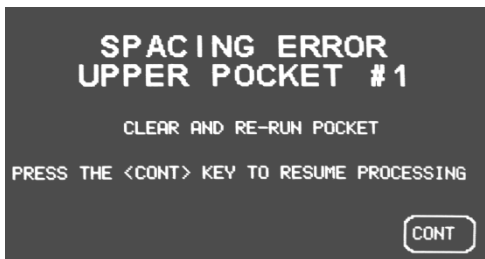 SPACING ERROR
UPPER POCKET #1
CLEAR AND RE-RUN POCKET
PRESS THE <CONT> KEY TO RESUME PROCESSING
CONT